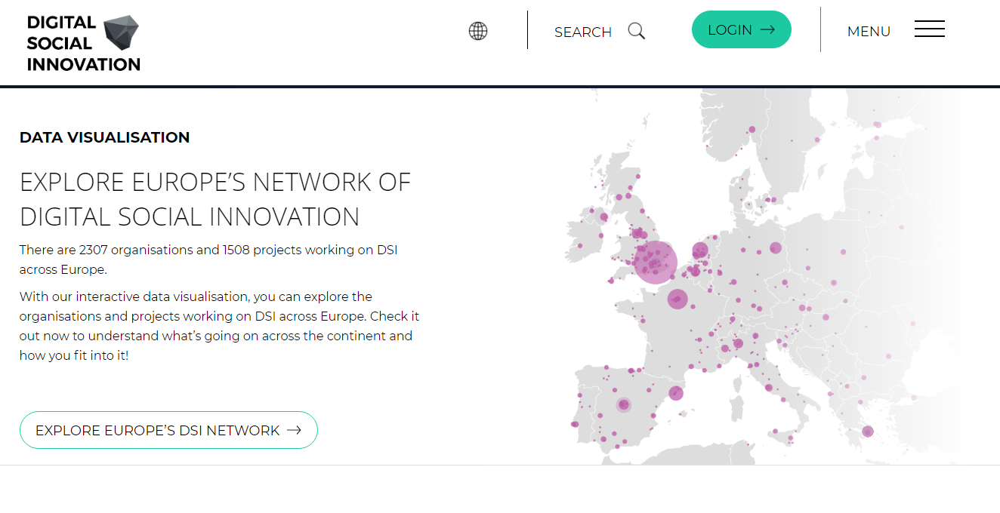 DIGITAL
SOCIAL
INNOVATION
SEARCH
LOGIN
MENU
DATA VISUALISATION
EXPLORE EUROPE’S NETWORK OF
DIGITAL SOCIAL INNOVATION
There are 2307 organisations and 1508 projects working on DSI
across Europe.
With our interactive data visualisation, you can explore the
organisations and projects working on DSI across Europe. Check it
out now to understand what’s going on across the continent and
how you fit into it!
EXPLORE EUROPE’S DSI NETWORK